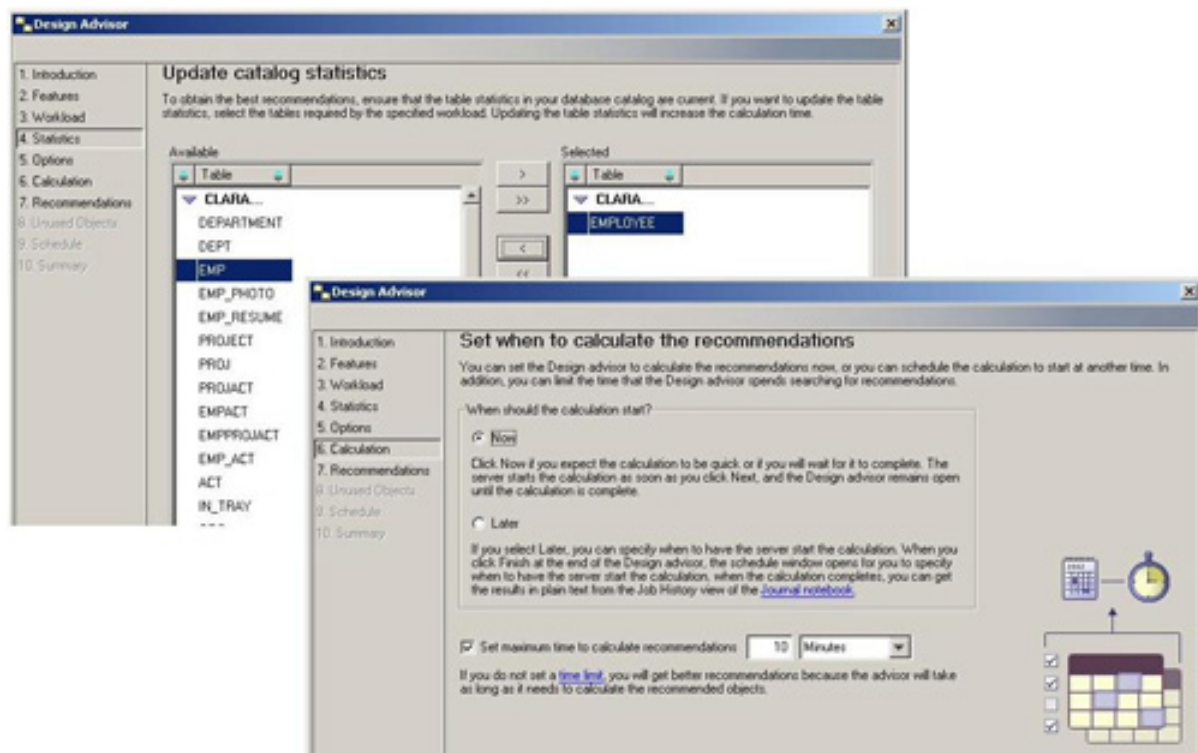 Design Advisor
1. Introduction
2. Features
3. Workload
4. Statistics
5. Options
6. Calculation
7. Recommendations
8. Unused Objects
9. Schedule
10. Summary
Update catalog statistics
To obtain the best recommendations, ensure that the table statistics in your database catalog are current. If you want to update the table
statistics, select the tables required by the specified workload. Updating the table statistics will increase the calculation time.
Available
Table
CLARA...
DEPARTMENT
DEPT
EMP
EMP_PHOTO
EMP_RESUME
PROJECT
PROJ
PROJACT
EMPACT
EMPPROJACT
EMP_ACT
ACT
IN_TRAY
>
>>
<
<<
Selected
Table
CLARA...
EMPLOYEE
Design Advisor
1. Introduction
2. Features
3. Workload
4. Statistics
5. Options
6. Calculation
7. Recommendations
8. Unused Objects
9. Schedule
10. Summary
Set when to calculate the recommendations
You can set the Design advisor to calculate the recommendations now, or you can schedule the calculation to start at another time. In
addition, you can limit the time that the Design advisor spends searching for recommendations.
When should the calculation start?
Now
Click Now if you expect the calculation to be quick or if you will wait for it to complete. The
server starts the calculation as soon as you click Next, and the Design advisor remains open
until the calculation is complete.
Later
If you select Later, you can specify when to have the server start the calculation. When you
click Finish at the end of the Design advisor, the schedule window opens for you to specify
when to have the server start the calculation, when the calculation completes, you can get
the results in plain text from the Job History view of the Journal notebook.
Set maximum time to calculate recommendations 10 Minutes
If you do not set a time limit, you will get better recommendations because the advisor will take
as long as it needs to calculate the recommended objects.